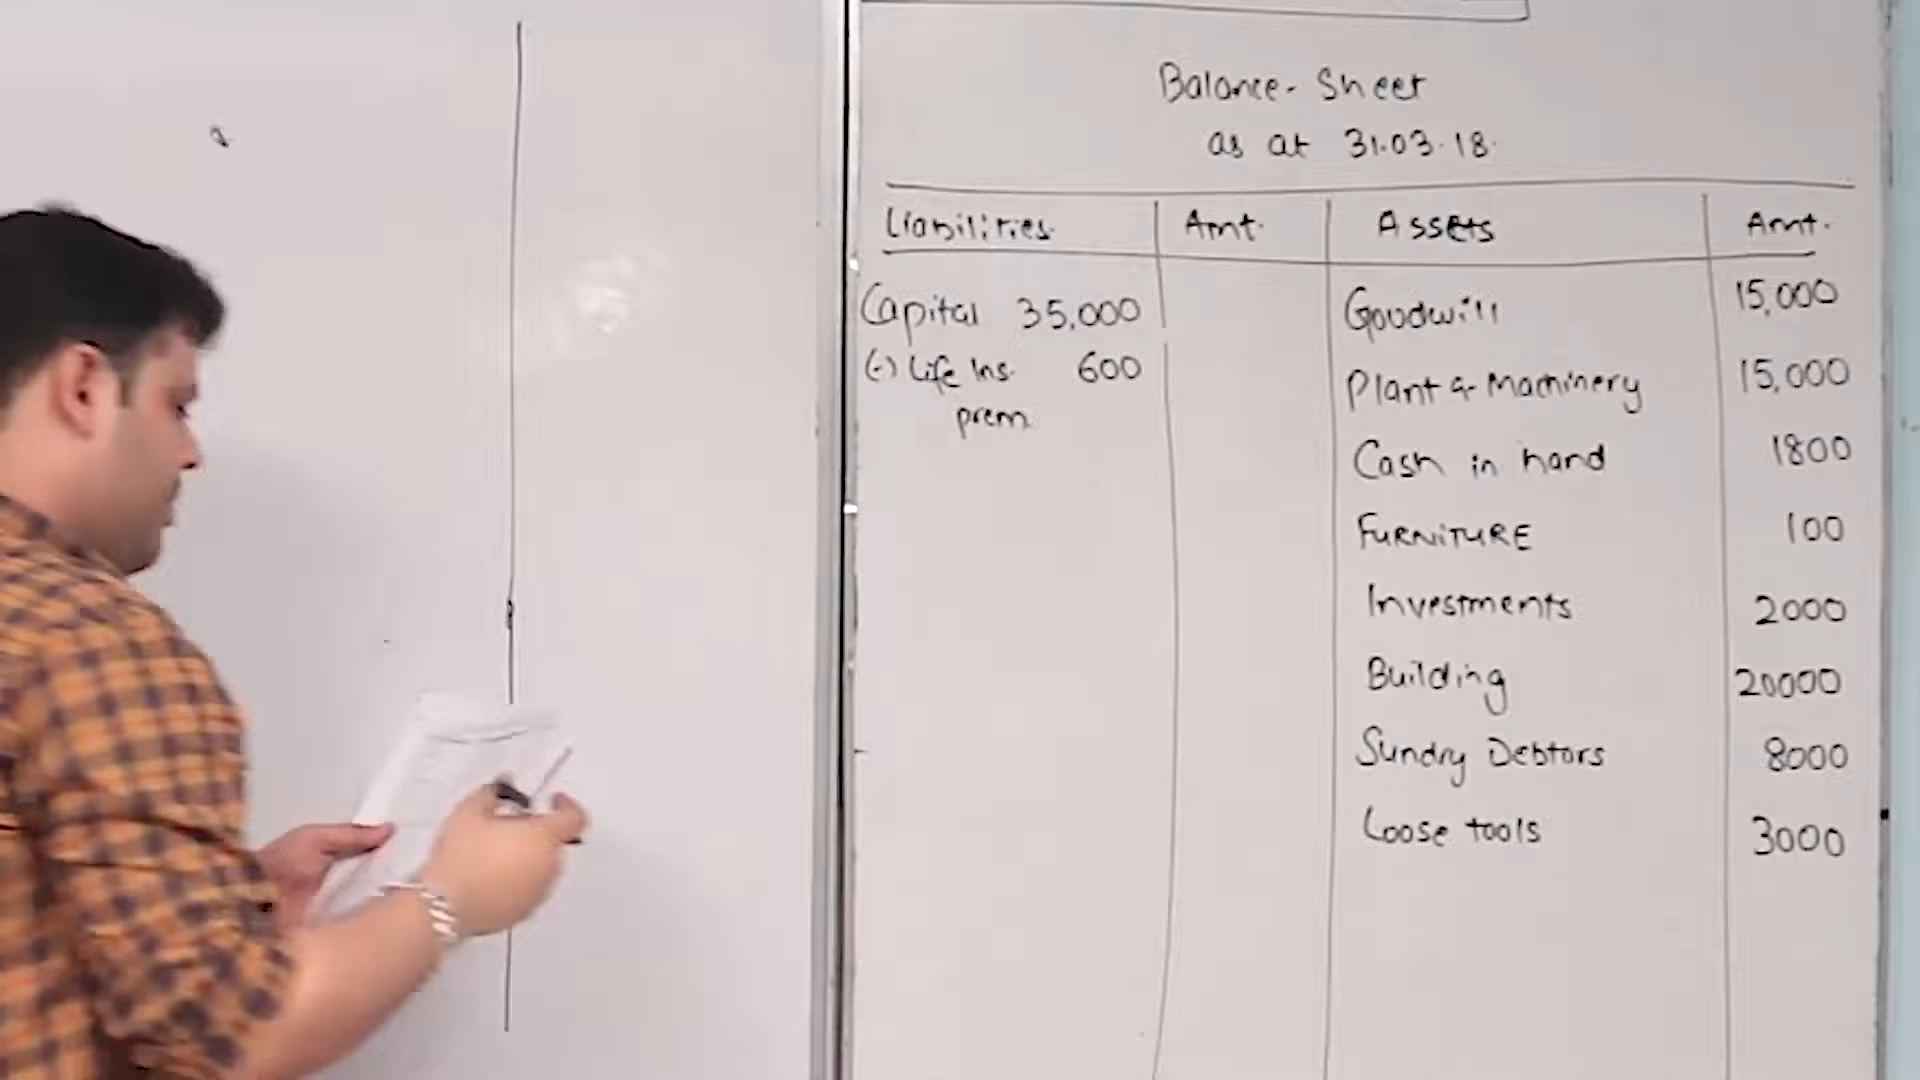 Balance-Sheet
as at 31.03.18.
Liabilities. Amt. Assets Amt.
Capital 35,000 Goodwill 15,000
(-) Life Ins. 600 Plant & Machinery 15,000
prem.
Cash in hand 1800
FURNiTURE 100
Investments 2000
Building 20000
Sundry Debtors 8000
Loose tools 3000